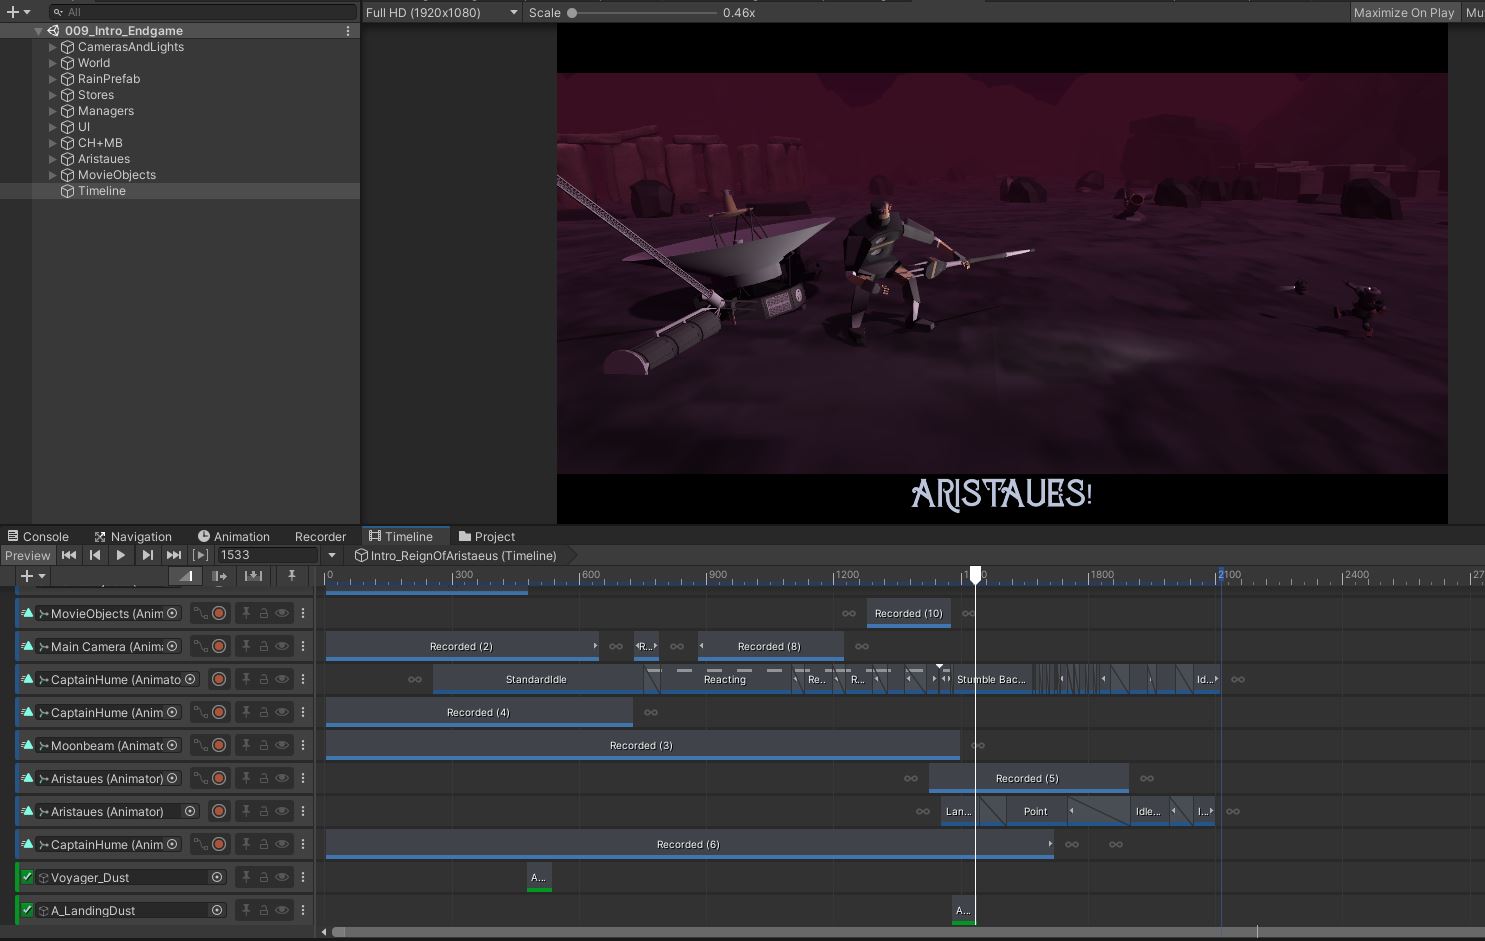 All
Full HD (1920x1080)
Scale
0.46x
Maximize On Play
Mu
009_Intro_Endgame
CamerasAndLights
World
RainPrefab
Stores
Managers
UI
CH+MB
Aristaues
MovieObjects
Timeline
ARISTAUES!
Console
Navigation
Animation
Recorder
Timeline
Project
Preview
1533
Intro_ReignOfAristaeus (Timeline)
0
300
600
900
1200
1800
2100
2400
27
MovieObjects (Anim
Recorded (10)
Main Camera (Anima
Recorded (2)
R...
Recorded (8)
CaptainHume (Animato
StandardIdle
Reacting
Re..
R...
Stumble Bac...
Id...
CaptainHume (Anim
Recorded (4)
Moonbeam (Animato
Recorded (3)
Aristaues (Animator)
Recorded (5)
Aristaues (Animator)
Lan...
Point
Idle...
I...
CaptainHume (Anim
Recorded (6)
Voyager_Dust
A...
A_LandingDust
A...